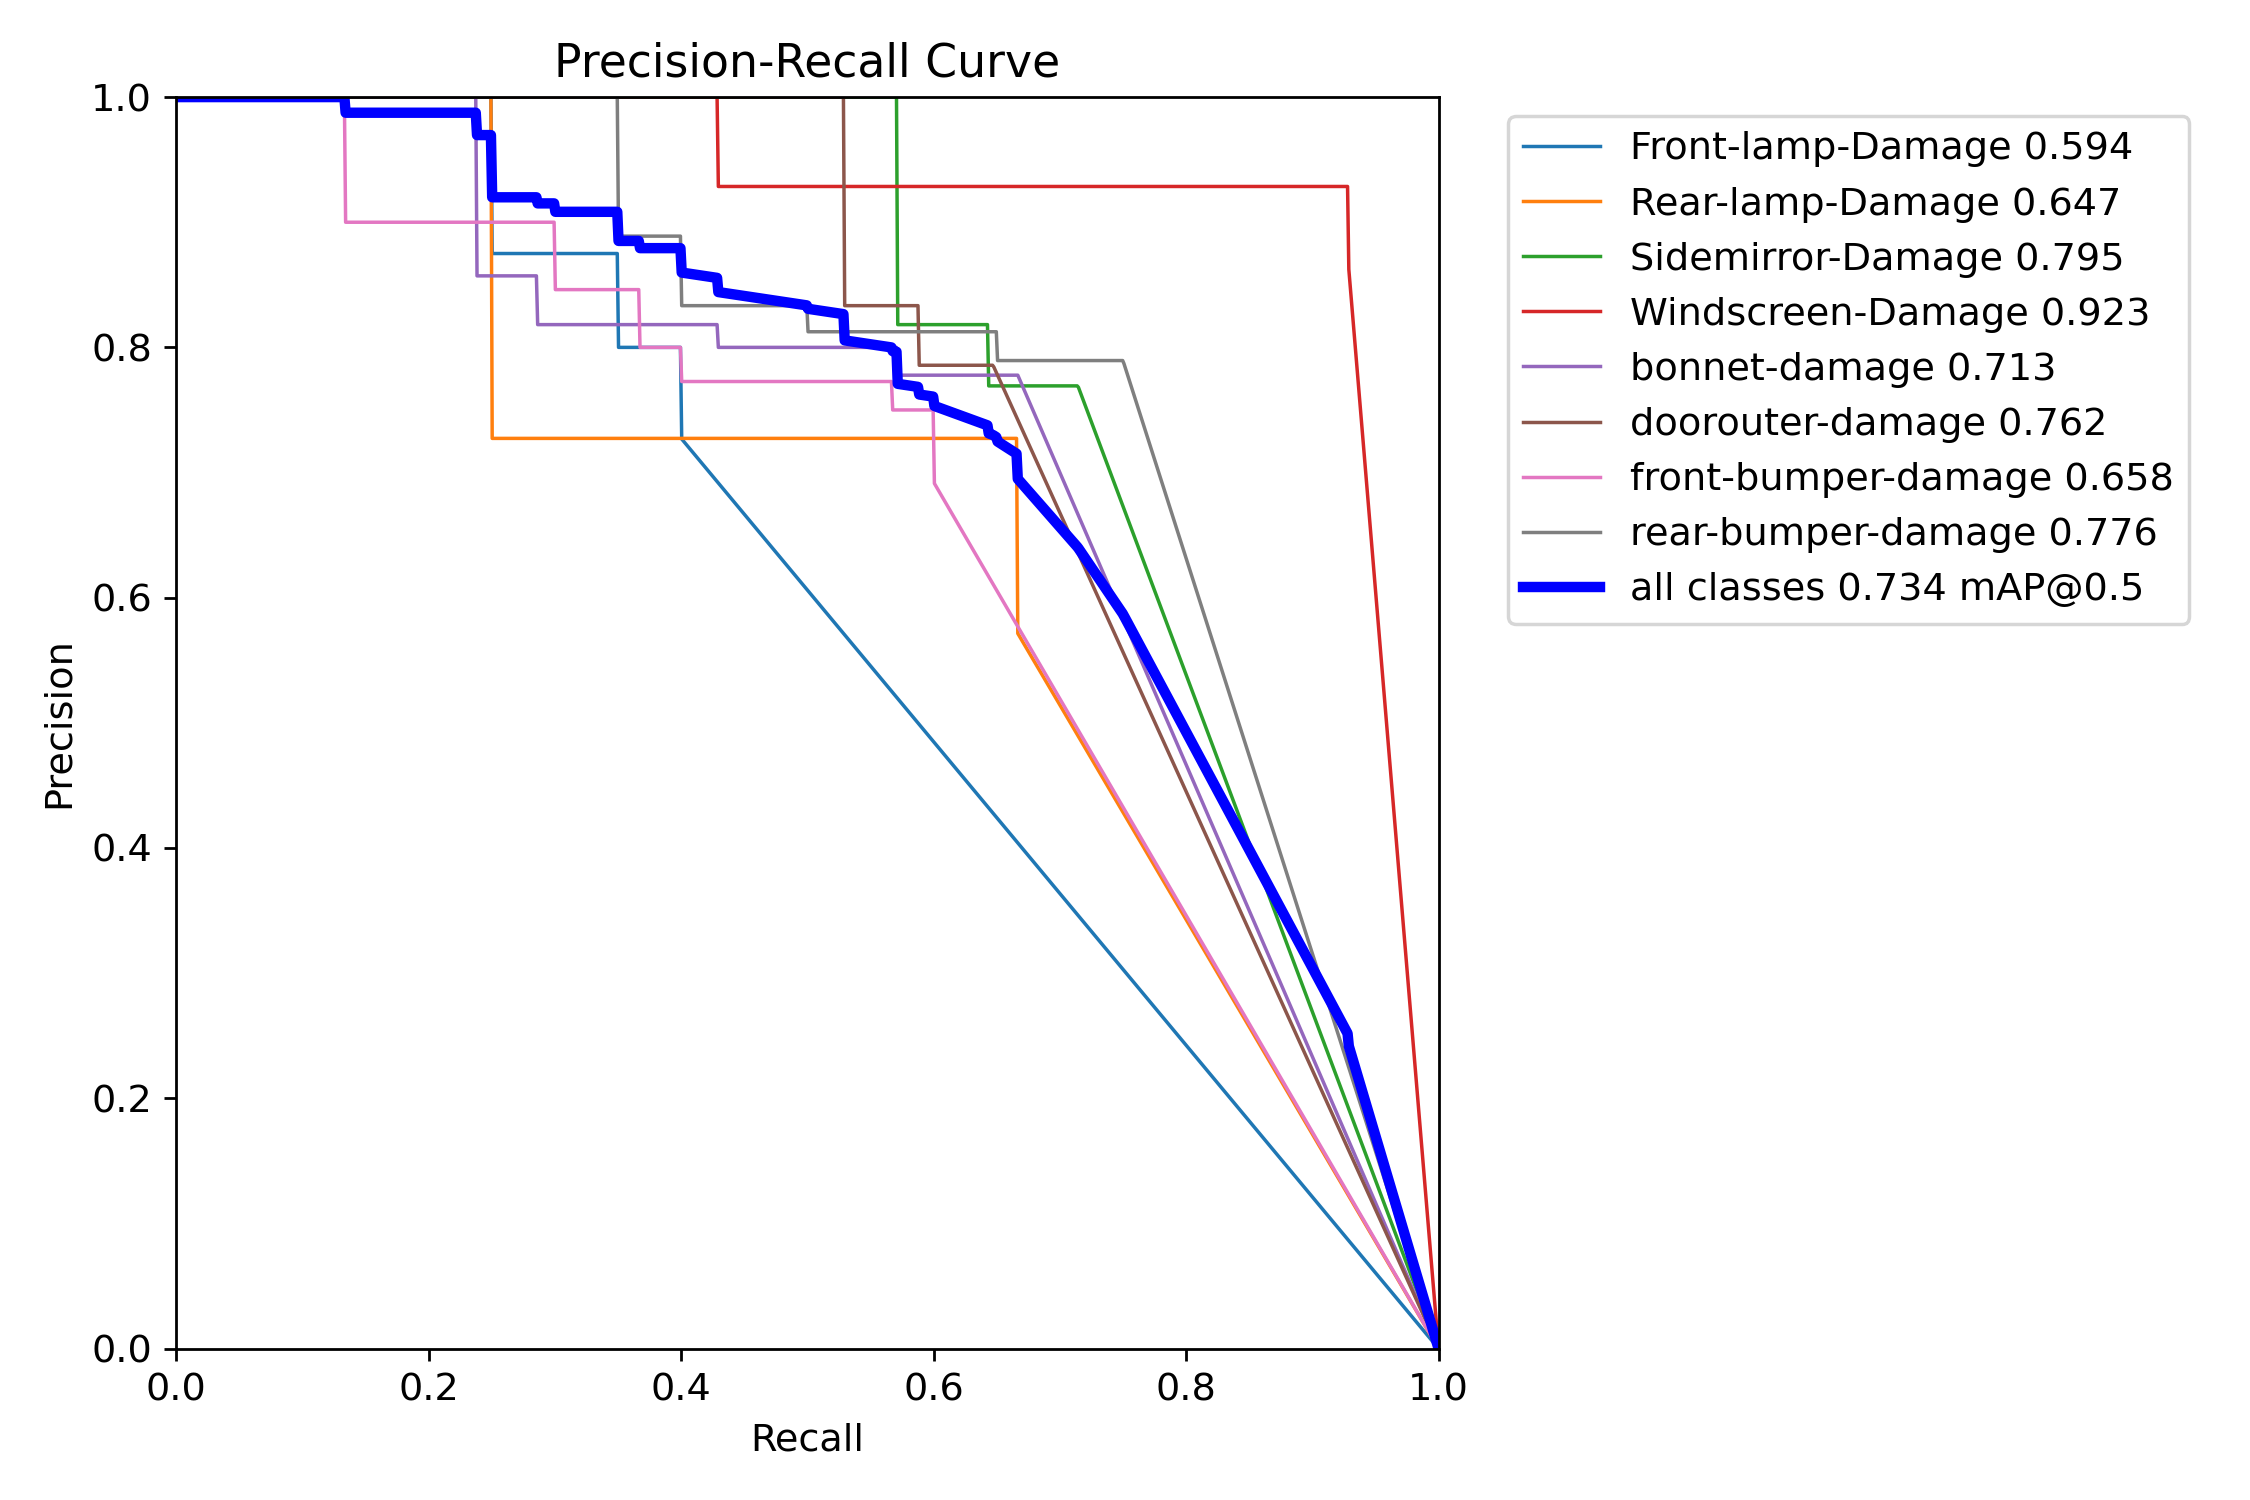 Precision-Recall Curve
1.0
0.8
0.6
0.4
0.2
0.0
Precision
0.0 0.2 0.4 0.6 0.8 1.0
Recall
Front-lamp-Damage 0.594
Rear-lamp-Damage 0.647
Sidemirror-Damage 0.795
Windscreen-Damage 0.923
bonnet-damage 0.713
doorouter-damage 0.762
front-bumper-damage 0.658
rear-bumper-damage 0.776
all classes 0.734 mAP@0.5